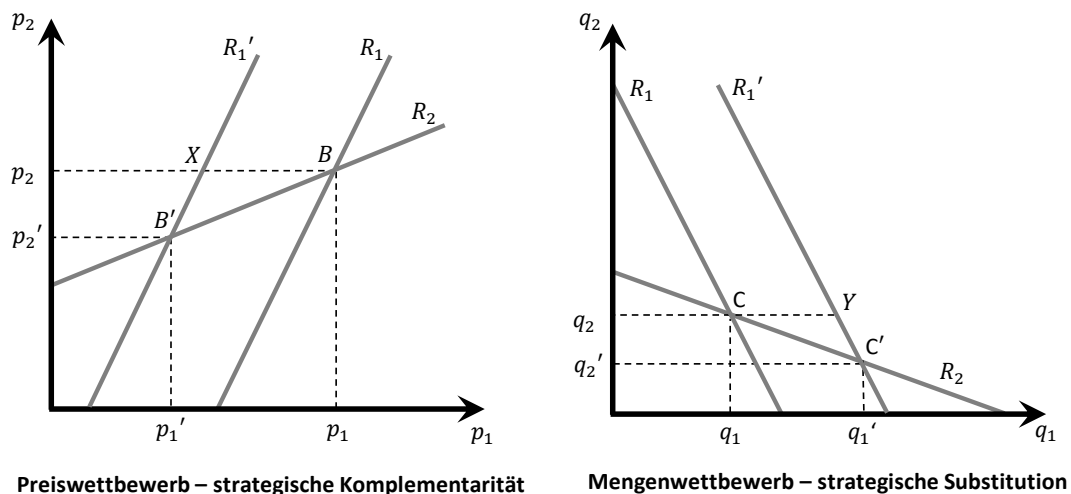 p₂
R₁′
R₁
R₂
X
B
p₂
B′
p₂′
p₁′
p₁
p₁
Preiswettbewerb – strategische Komplementarität
q₂
R₁
R₁′
C
Y
q₂
C′
q₂′
R₂
q₁
q₁‘
q₁
Mengenwettbewerb – strategische Substitution